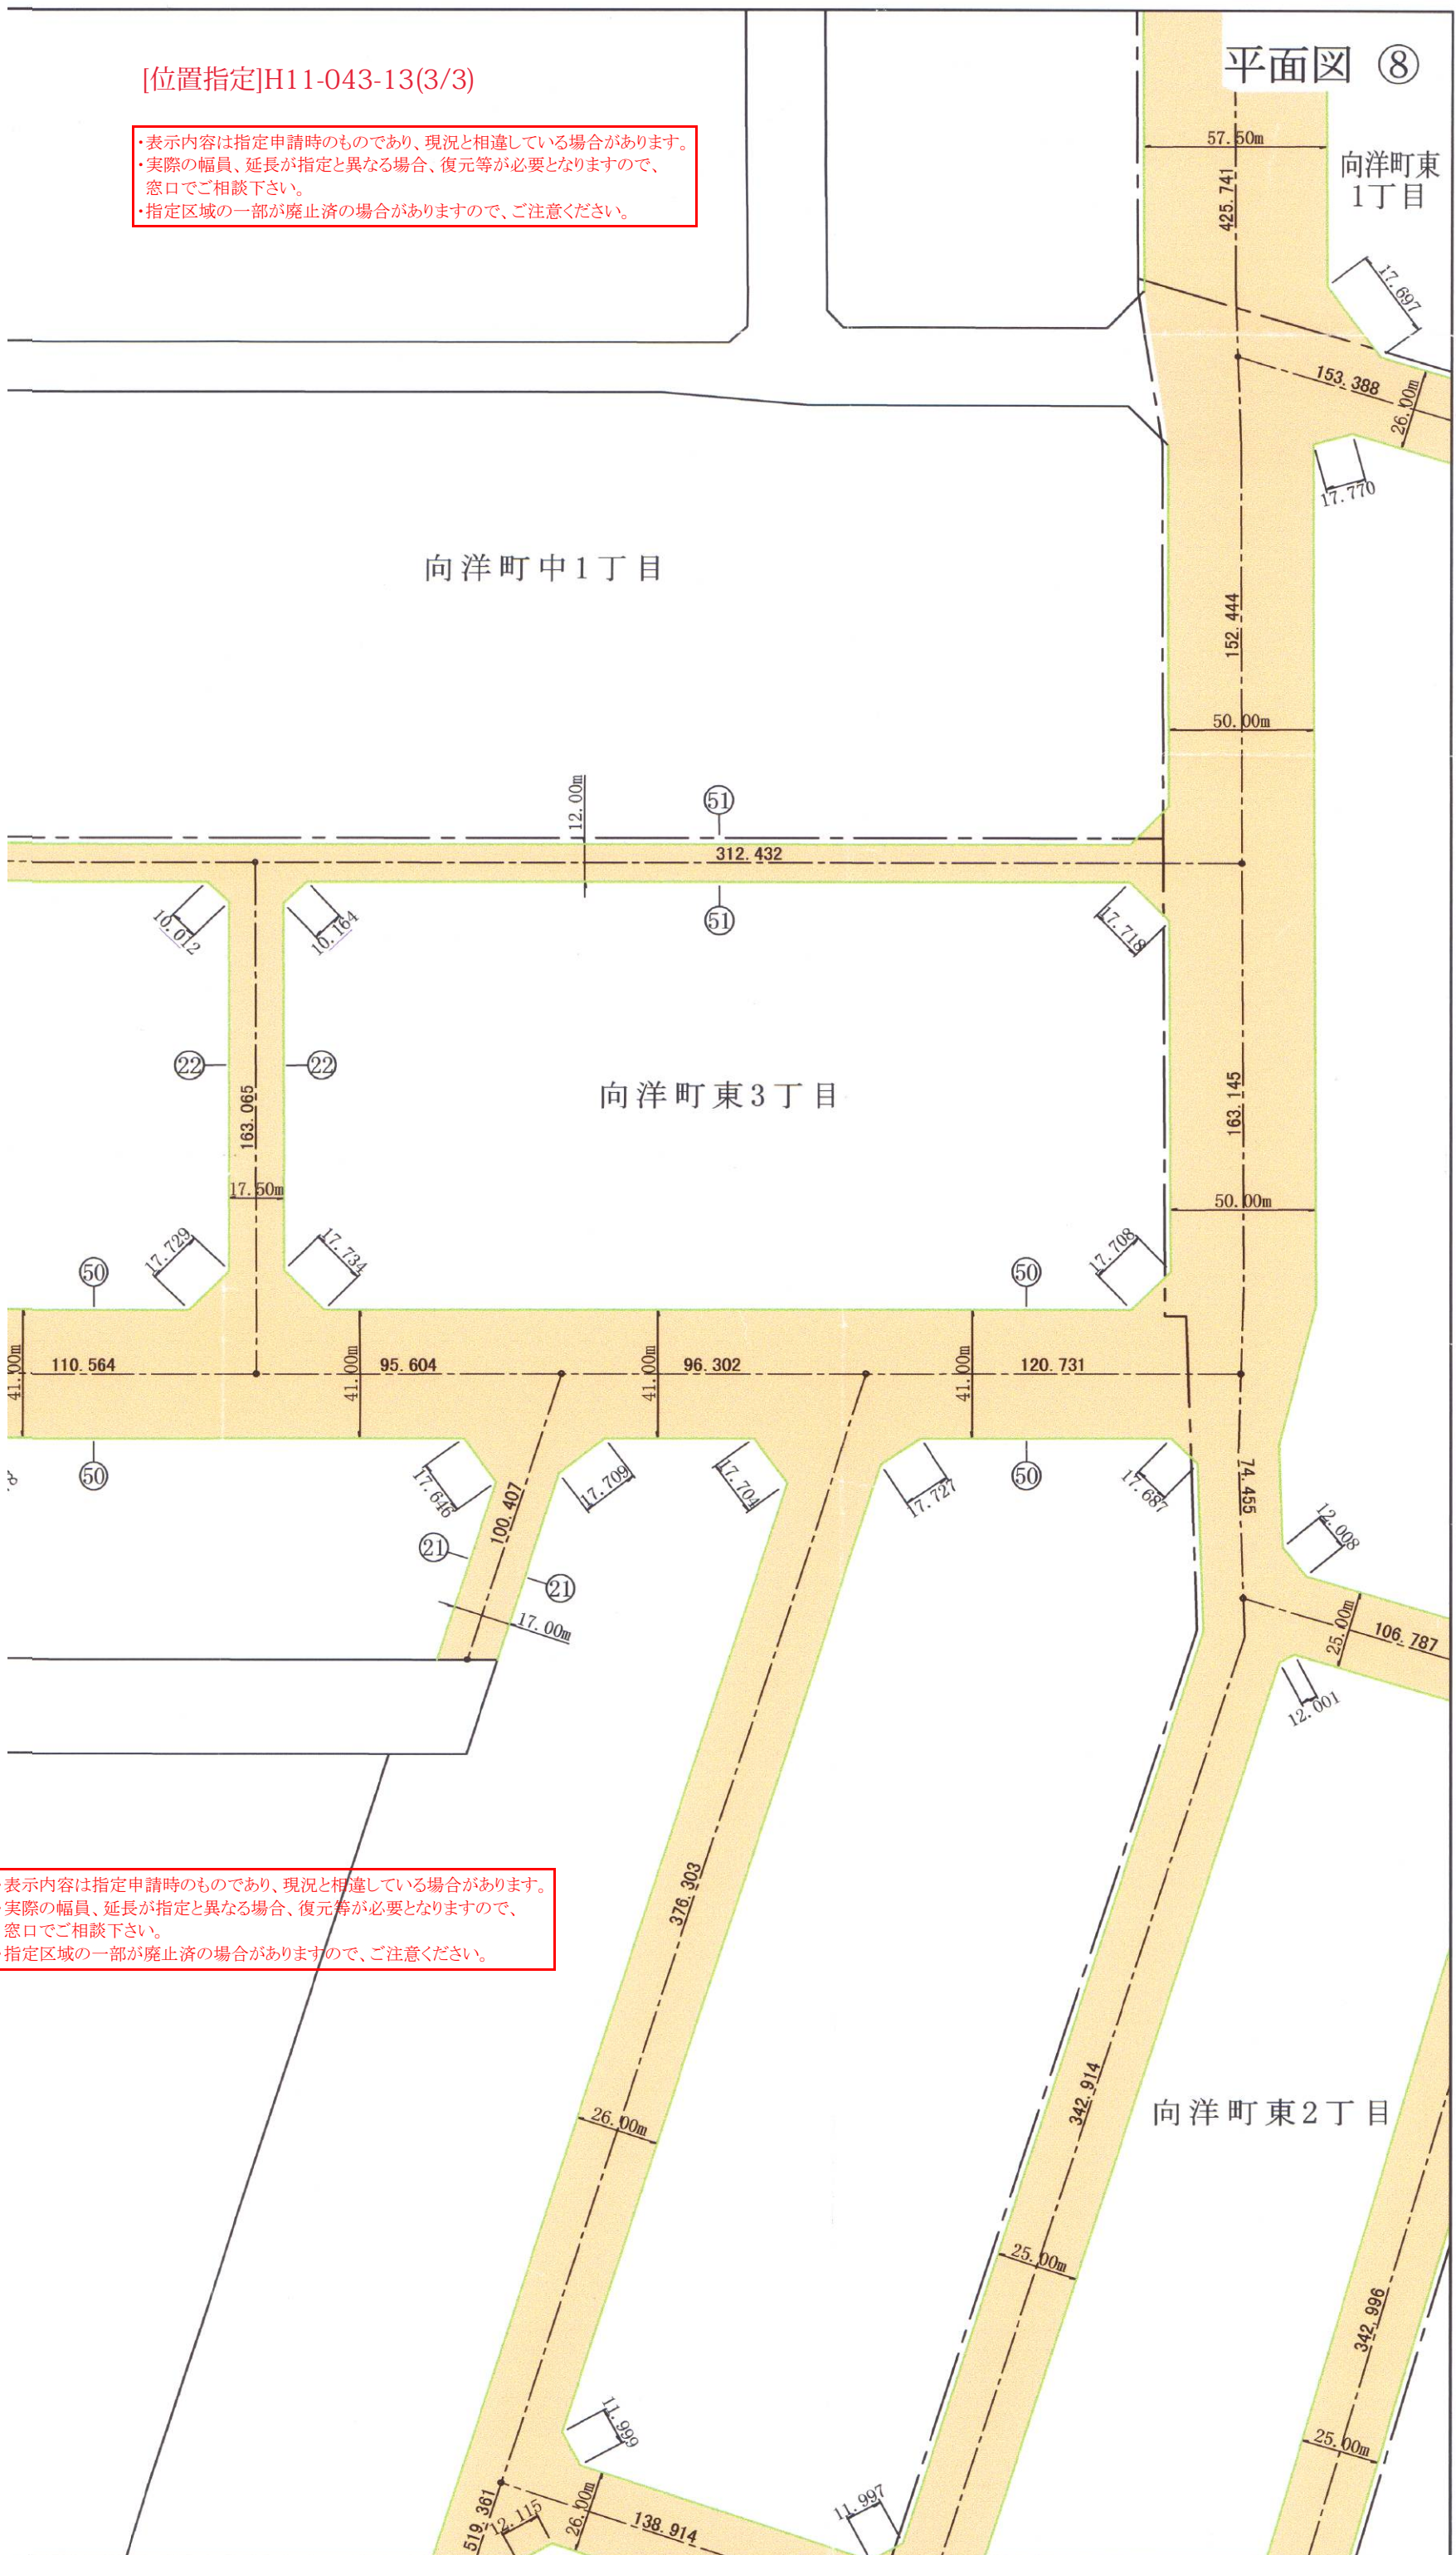 平面図 ⑧
[位置指定]H11-043-13(3/3)
・表示内容は指定申請時のものであり、現況と相違している場合があります。
・実際の幅員、延長が指定と異なる場合、復元等が必要となりますので、
窓口でご相談下さい。
・指定区域の一部が廃止済の場合がありますので、ご注意ください。
57.50m
向洋町東
1丁目
425.741
17.697
153.388
26.00m
17.770
向洋町中1丁目
152.444
50.00m
12.00m
51
312.432
51
10.012
10.164
17.718
22
22
163.065
向洋町東3丁目
163.145
17.50m
50.00m
17.729
17.734
17.708
50
50
41.00m
110.564
41.00m
95.604
41.00m
96.302
41.00m
120.731
50
50
17.646
17.709
17.704
17.727
17.687
74.455
100.407
12.008
21
21
17.00m
25.00m
106.787
12.001
・表示内容は指定申請時のものであり、現況と相違している場合があります。
・実際の幅員、延長が指定と異なる場合、復元等が必要となりますので、
窓口でご相談下さい。
・指定区域の一部が廃止済の場合がありますので、ご注意ください。
376.303
342.914
向洋町東2丁目
26.00m
25.00m
342.996
25.00m
11.999
519.361
12.115
26.00m
138.914
11.997